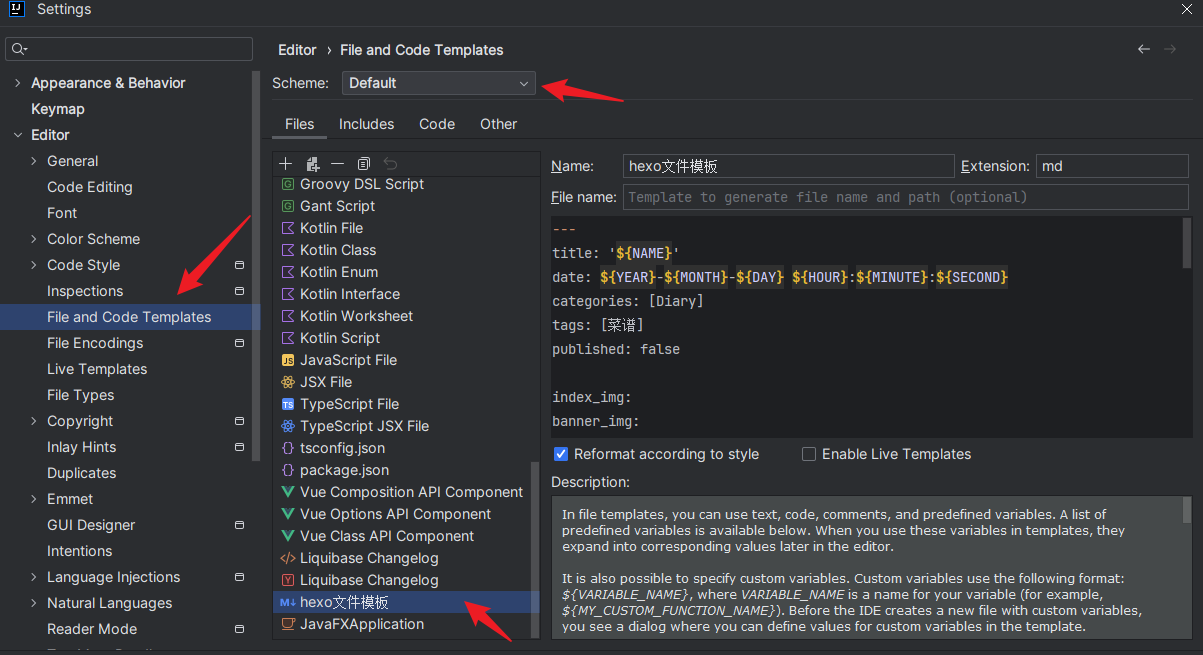 Settings
Editor › File and Code Templates
Scheme: Default
Appearance & Behavior
Keymap
Editor
General
Code Editing
Font
Color Scheme
Code Style
Inspections
File and Code Templates
File Encodings
Live Templates
File Types
Copyright
Inlay Hints
Duplicates
Emmet
GUI Designer
Intentions
Language Injections
Natural Languages
Reader Mode
Files Includes Code Other
Groovy DSL Script
Gant Script
Kotlin File
Kotlin Class
Kotlin Enum
Kotlin Interface
Kotlin Worksheet
Kotlin Script
JavaScript File
JSX File
TypeScript File
TypeScript JSX File
tsconfig.json
package.json
Vue Composition API Component
Vue Options API Component
Vue Class API Component
Liquibase Changelog
Liquibase Changelog
hexo文件模板
JavaFXApplication
Name: hexo文件模板 Extension: md
File name: Template to generate file name and path (optional)
---
title: '${NAME}'
date: ${YEAR}-${MONTH}-${DAY} ${HOUR}:${MINUTE}:${SECOND}
categories: [Diary]
tags: [菜谱]
published: false
index_img:
banner_img:
Reformat according to style Enable Live Templates
Description:
In file templates, you can use text, code, comments, and predefined variables. A list of
predefined variables is available below. When you use these variables in templates, they
expand into corresponding values later in the editor.
It is also possible to specify custom variables. Custom variables use the following format:
${VARIABLE_NAME}, where VARIABLE_NAME is a name for your variable (for example,
${MY_CUSTOM_FUNCTION_NAME}). Before the IDE creates a new file with custom variables,
you see a dialog where you can define values for custom variables in the template.